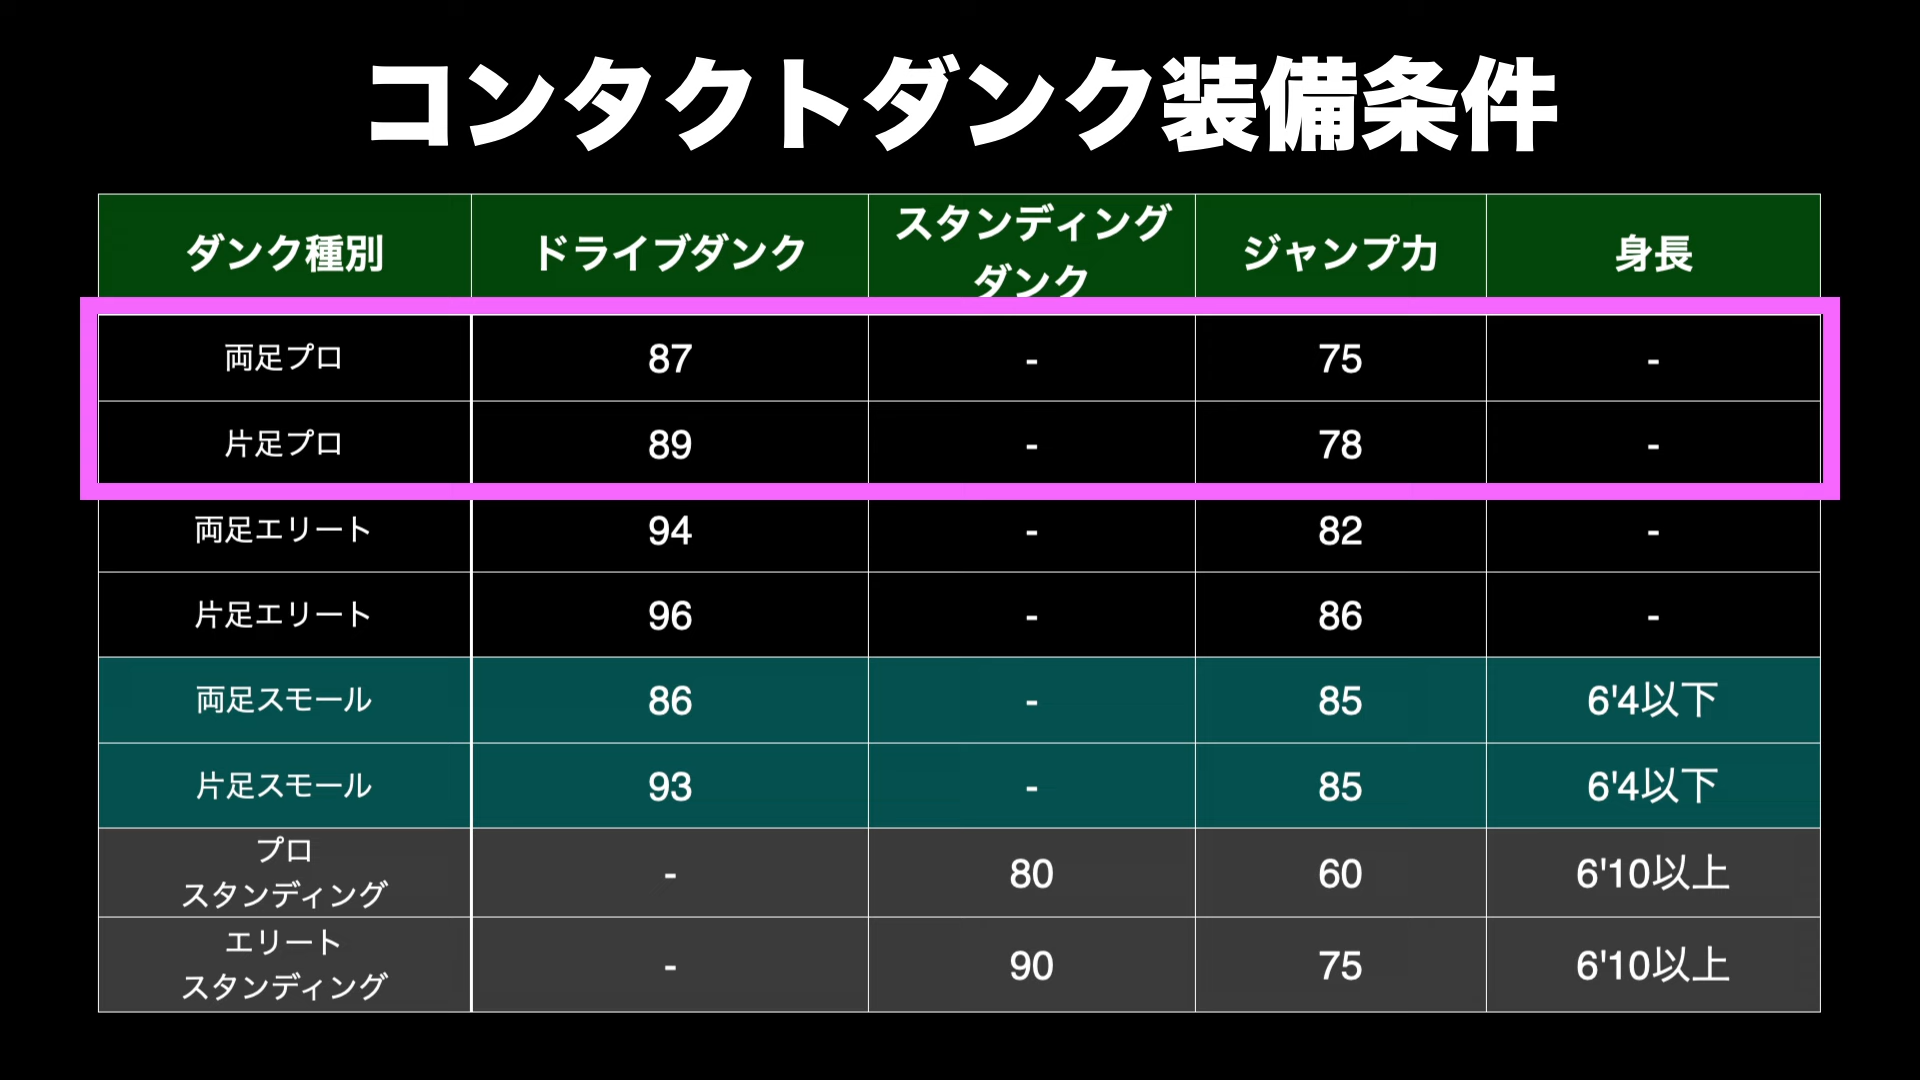 コンタクトダンク装備条件
ダンク種別 ドライブダンク スタンディング ダンク ジャンプ力 身長
両足プロ 87 - 75 -
片足プロ 89 - 78 -
両足エリート 94 - 82 -
片足エリート 96 - 86 -
両足スモール 86 - 85 6'4以下
片足スモール 93 - 85 6'4以下
プロ スタンディング - 80 60 6'10以上
エリート スタンディング - 90 75 6'10以上